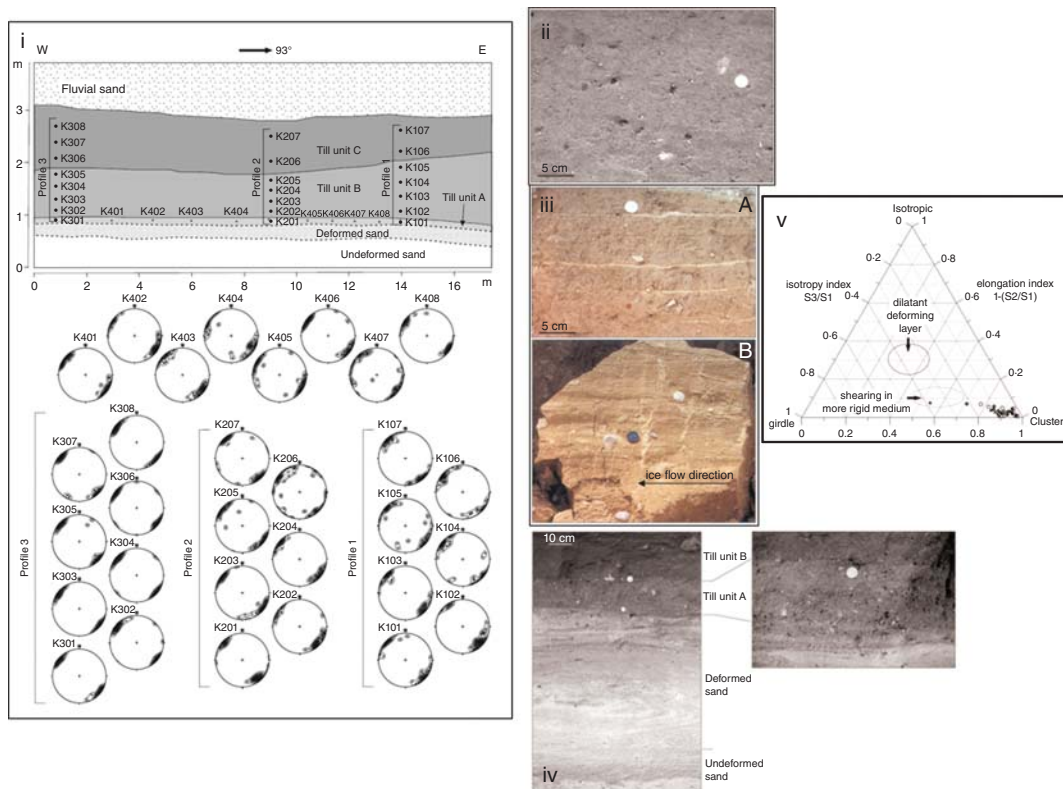 i
W
93°
E
m
Fluvial sand
3
2
1
0
K308
K307
K306
K305
K304
K303
K302
K301
Profile 3
K207
K206
K205
K204
K203
K202
K201
Profile 2
K107
K106
K105
K104
K103
K102
K101
Profile 1
Till unit C
Till unit B
Till unit A
K401 K402 K403 K404 K405 K406 K407 K408
Deformed sand
Undeformed sand
0 2 4 6 8 10 12 14 16 m
K402 K404 K406 K408
K401 K403 K405 K407
K308
K307
K306
K305
K304
K303
K302
K301
Profile 3
K207
K206
K205
K204
K203
K202
K201
Profile 2
K107
K106
K105
K104
K103
K102
K101
Profile 1
ii
5 cm
iii
A
5 cm
B
ice flow direction
iv
10 cm
Till unit B
Till unit A
Deformed
sand
Undeformed
sand
v
Isotropic
0 1
0·2 0.8
isotropy index
S3/S1
elongation index
1-(S2/S1)
0·4 0.6
dilatant
deforming
layer
0·6 0.4
0·8 0.2
shearing in
more rigid medium
1 0
girdle
Cluster
0 0.2 0.4 0.6 0.8 1